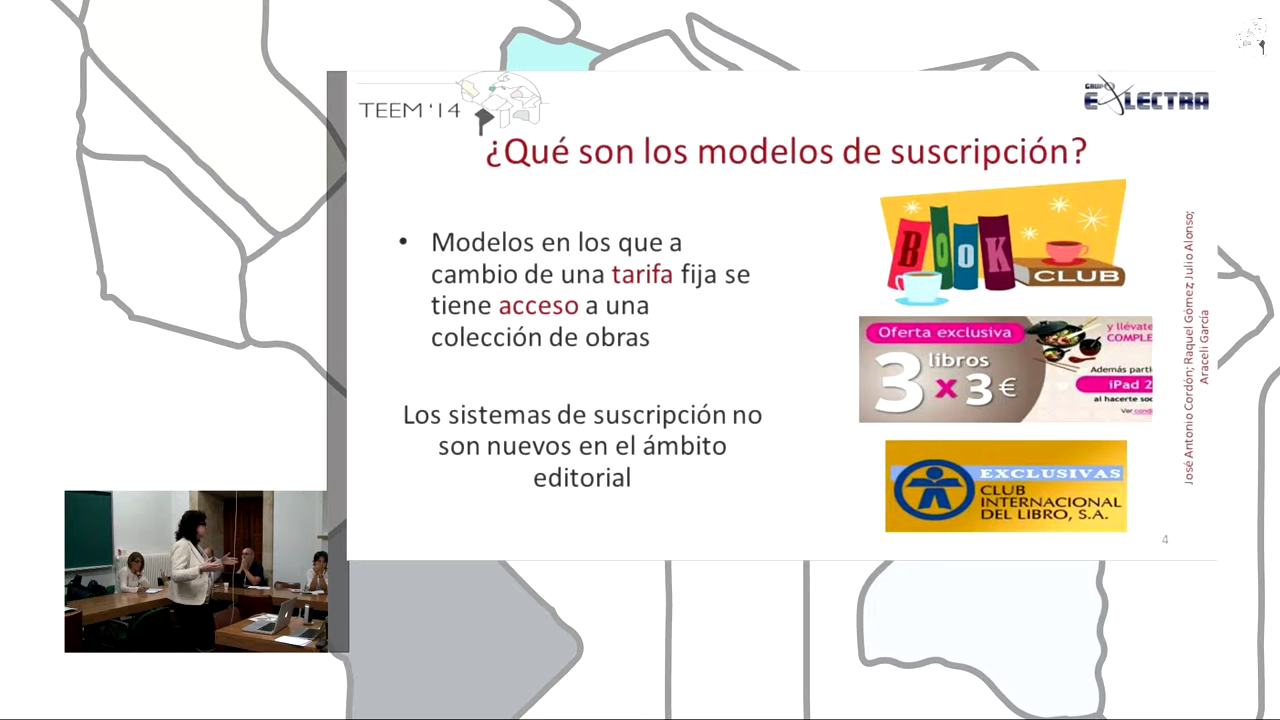 TEEM '14
GRUPO
E LECTRA
¿Qué son los modelos de suscripción?
• Modelos en los que a
cambio de una tarifa fija se
tiene acceso a una
colección de obras
Los sistemas de suscripción no
son nuevos en el ámbito
editorial
BOOK
CLUB
Oferta exclusiva
3 libros
x 3€
y llévate
COMPLE
Además parti
iPad 2
al hacerte soc
Ver condi
EXCLUSIVAS
CLUB
INTERNACIONAL
DEL LIBRO, S.A.
José Antonio Cordón; Raquel Gómez; Julio Alonso;
Araceli García
4